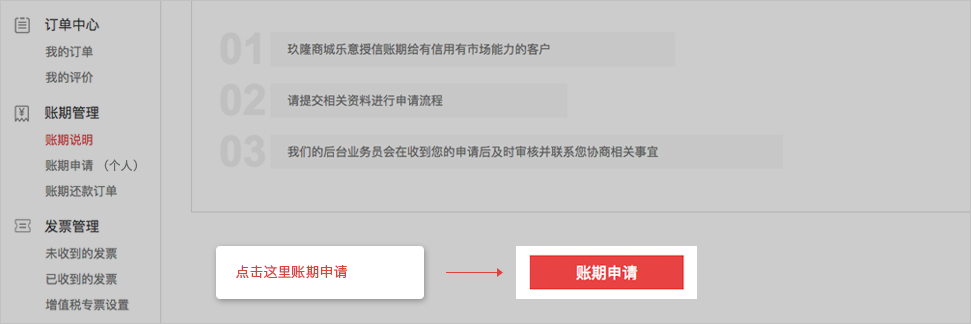 订单中心
我的订单
我的评价
账期管理
账期说明
账期申请 （个人）
账期还款订单
发票管理
未收到的发票
已收到的发票
增值税专票设置
01 玖隆商城乐意授信账期给有信用有市场能力的客户
02 请提交相关资料进行申请流程
03 我们的后台业务员会在收到您的申请后及时审核并联系您协商相关事宜
点击这里账期申请
账期申请